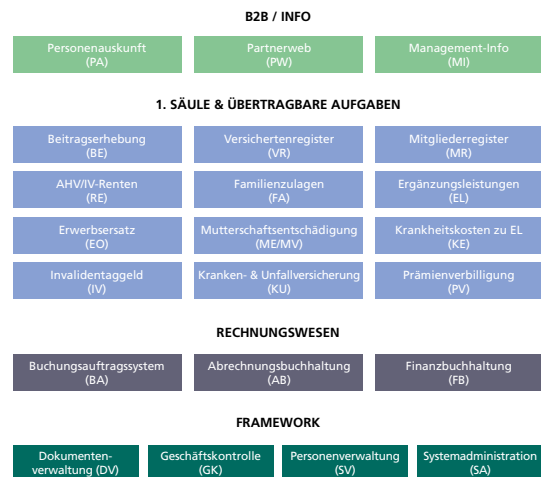 B2B / INFO
Personenauskunft
(PA)
Partnerweb
(PW)
Management-Info
(MI)
1. SÄULE & ÜBERTRAGBARE AUFGABEN
Beitragserhebung
(BE)
Versichertenregister
(VR)
Mitgliederregister
(MR)
AHV/IV-Renten
(RE)
Familienzulagen
(FA)
Ergänzungsleistungen
(EL)
Erwerbsersatz
(EO)
Mutterschaftsentschädigung
(ME/MV)
Krankheitskosten zu EL
(KE)
Invalidentaggeld
(IV)
Kranken- & Unfallversicherung
(KU)
Prämienverbilligung
(PV)
RECHNUNGSWESEN
Buchungsauftragssystem
(BA)
Abrechnungsbuchhaltung
(AB)
Finanzbuchhaltung
(FB)
FRAMEWORK
Dokumenten-
verwaltung (DV)
Geschäftskontrolle
(GK)
Personenverwaltung
(SV)
Systemadministration
(SA)